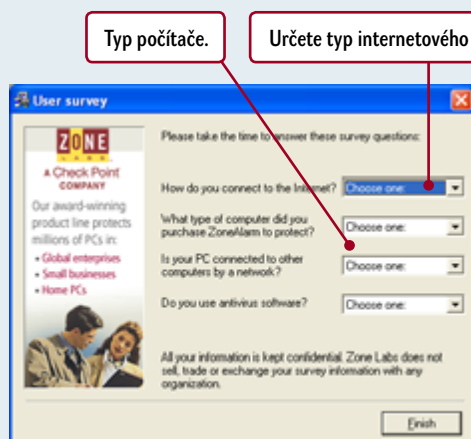 Typ počítače.
Určete typ internetového
User survey
ZONE
LABS
A Check Point
COMPANY
Our award-winning
product line protects
millions of PCs in:
• Global enterprises
• Small businesses
• Home PCs
Please take the time to answer these survey questions:
How do you connect to the Internet? Choose one:
What type of computer did you
purchase ZoneAlarm to protect? Choose one:
Is your PC connected to other
computers by a network? Choose one:
Do you use antivirus software? Choose one:
All your information is kept confidential. Zone Labs does not
sell, trade or exchange your survey information with any
organization.
Finish